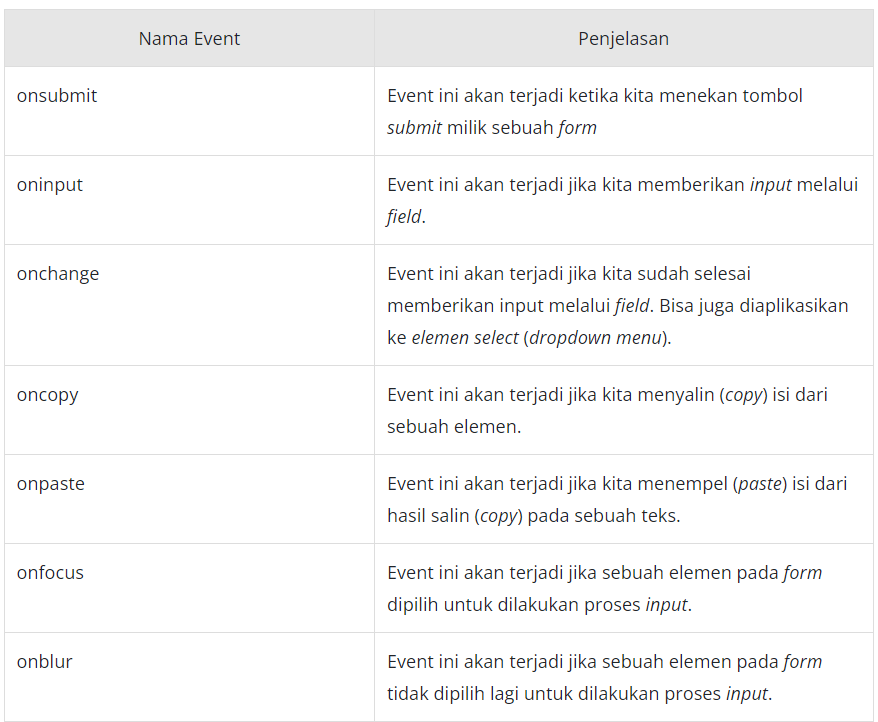 Nama Event
Penjelasan
onsubmit
Event ini akan terjadi ketika kita menekan tombol
submit milik sebuah form
oninput
Event ini akan terjadi jika kita memberikan input melalui
field.
onchange
Event ini akan terjadi jika kita sudah selesai
memberikan input melalui field. Bisa juga diaplikasikan
ke elemen select (dropdown menu).
oncopy
Event ini akan terjadi jika kita menyalin (copy) isi dari
sebuah elemen.
onpaste
Event ini akan terjadi jika kita menempel (paste) isi dari
hasil salin (copy) pada sebuah teks.
onfocus
Event ini akan terjadi jika sebuah elemen pada form
dipilih untuk dilakukan proses input.
onblur
Event ini akan terjadi jika sebuah elemen pada form
tidak dipilih lagi untuk dilakukan proses input.